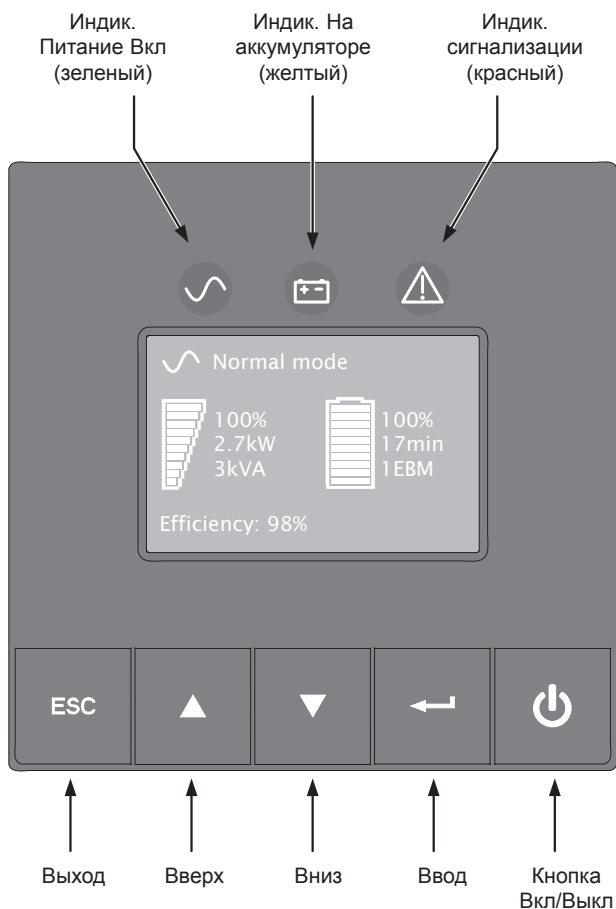 Индик.
Питание Вкл
(зеленый)
Индик. На
аккумуляторе
(желтый)
Индик.
сигнализации
(красный)
Normal mode
100%
2.7kW
3kVA
100%
17min
1EBM
Efficiency: 98%
ESC
Выход
Вверх
Вниз
Ввод
Кнопка
Вкл/Выкл